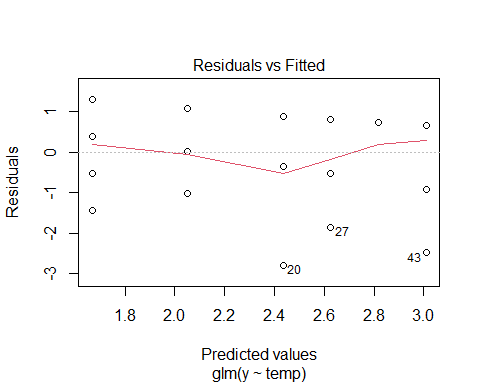 Residuals vs Fitted
Residuals
1
0
-1
-2
-3
27
43
20
1.8 2.0 2.2 2.4 2.6 2.8 3.0
Predicted values
glm(y ~ temp)